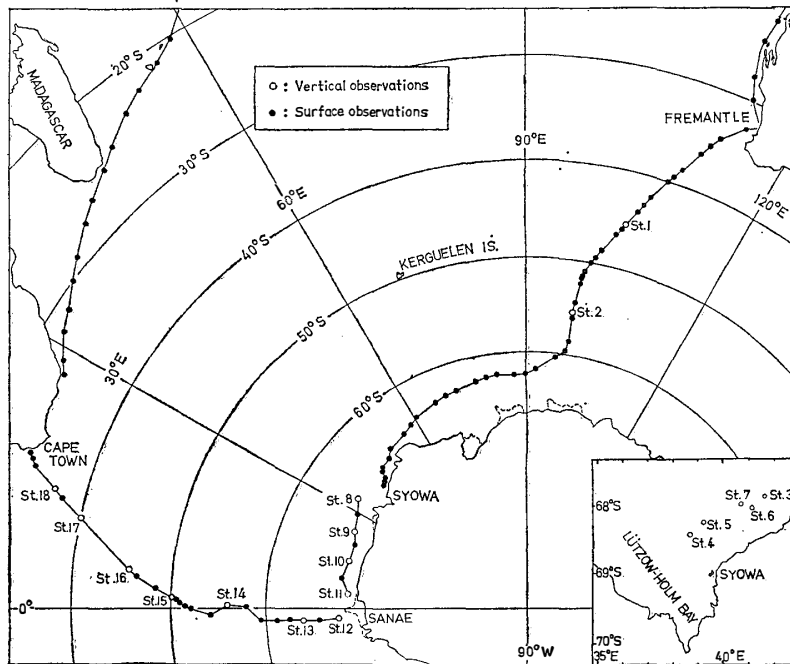 ○ : Vertical observations
● : Surface observations
20°S
MADAGASCAR
30°S
60°E
40°S
KERGUELEN IS.
90°E
FREMANTLE
120°E
St.1
St.2
50°S
30°E
60°S
CAPE
TOWN
St.18
St.17
St.16
St.15
St.14
St.13
St.12
St.8
St.9
St.10
St.11
SYOWA
SANAE
0°
90°W
68°S
69°S
70°S
35°E
40°E
LÜTZOW-HOLM BAY
SYOWA
St.7
St.3
St.6
St.5
St.4